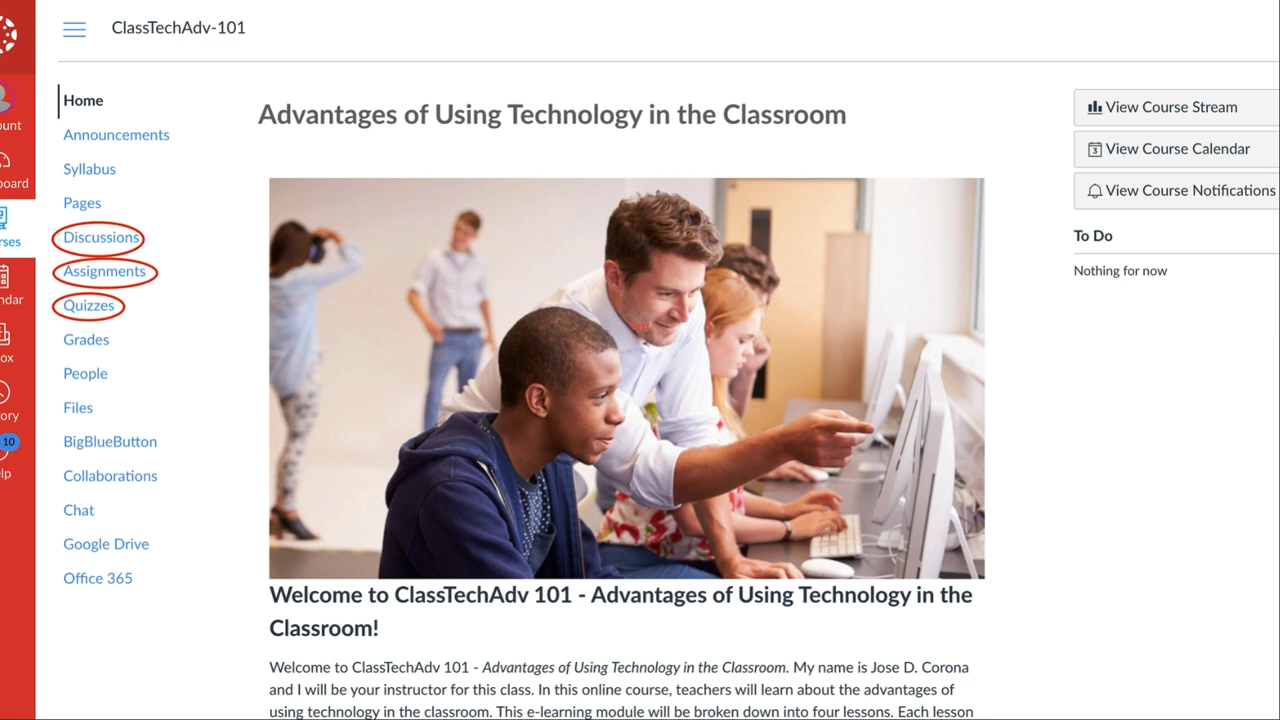 ClassTechAdv-101
ount
board
rses
ndar
ox
ory
10
elp
Home
Announcements
Syllabus
Pages
Discussions
Assignments
Quizzes
Grades
People
Files
BigBlueButton
Collaborations
Chat
Google Drive
Office 365
Advantages of Using Technology in the Classroom
Welcome to ClassTechAdv 101 - Advantages of Using Technology in the
Classroom!
Welcome to ClassTechAdv 101 - Advantages of Using Technology in the Classroom. My name is Jose D. Corona
and I will be your instructor for this class. In this online course, teachers will learn about the advantages of
using technology in the classroom. This e-learning module will be broken down into four lessons. Each lesson
View Course Stream
3 View Course Calendar
View Course Notifications
To Do
Nothing for now